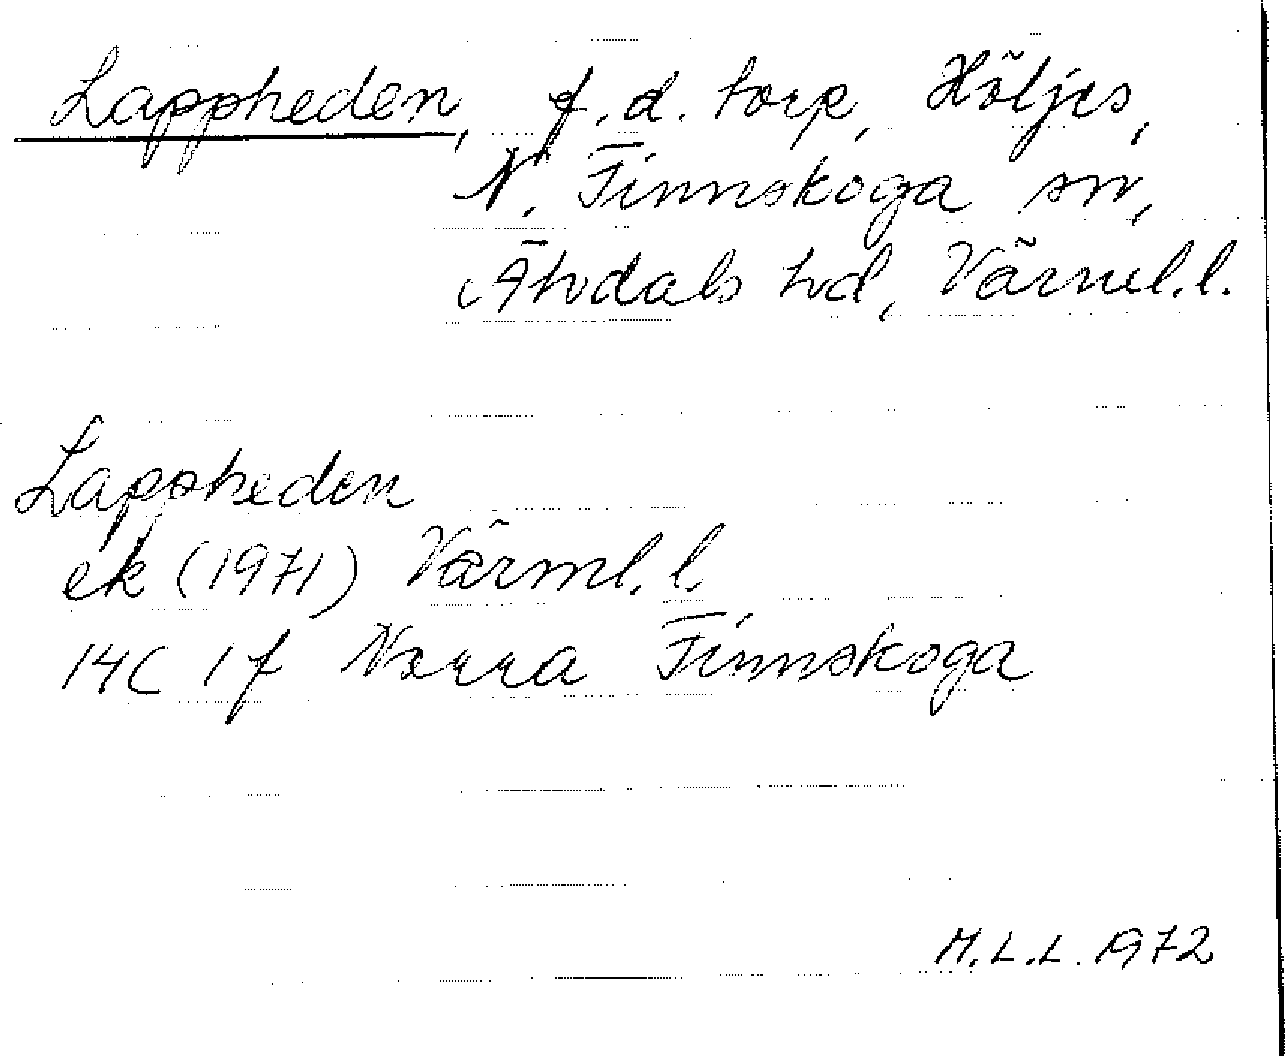 Lappheden, f.d. torp, Höljes,
N. Finnskoga sn,
Älvdals hd, Värml.l.
Lappheden
ek (1971) Värml.l.
14C 1f Norra Finnskoga
M.L.L. 1972